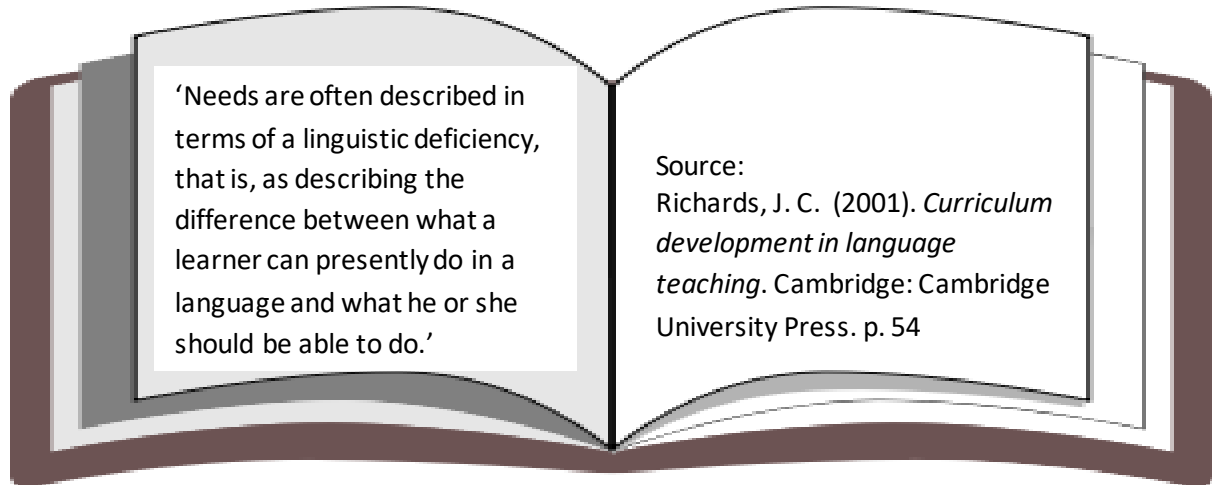 ‘Needs are often described in
terms of a linguistic deficiency,
that is, as describing the
difference between what a
learner can presently do in a
language and what he or she
should be able to do.’
Source:
Richards, J. C. (2001). Curriculum
development in language
teaching. Cambridge: Cambridge
University Press. p. 54